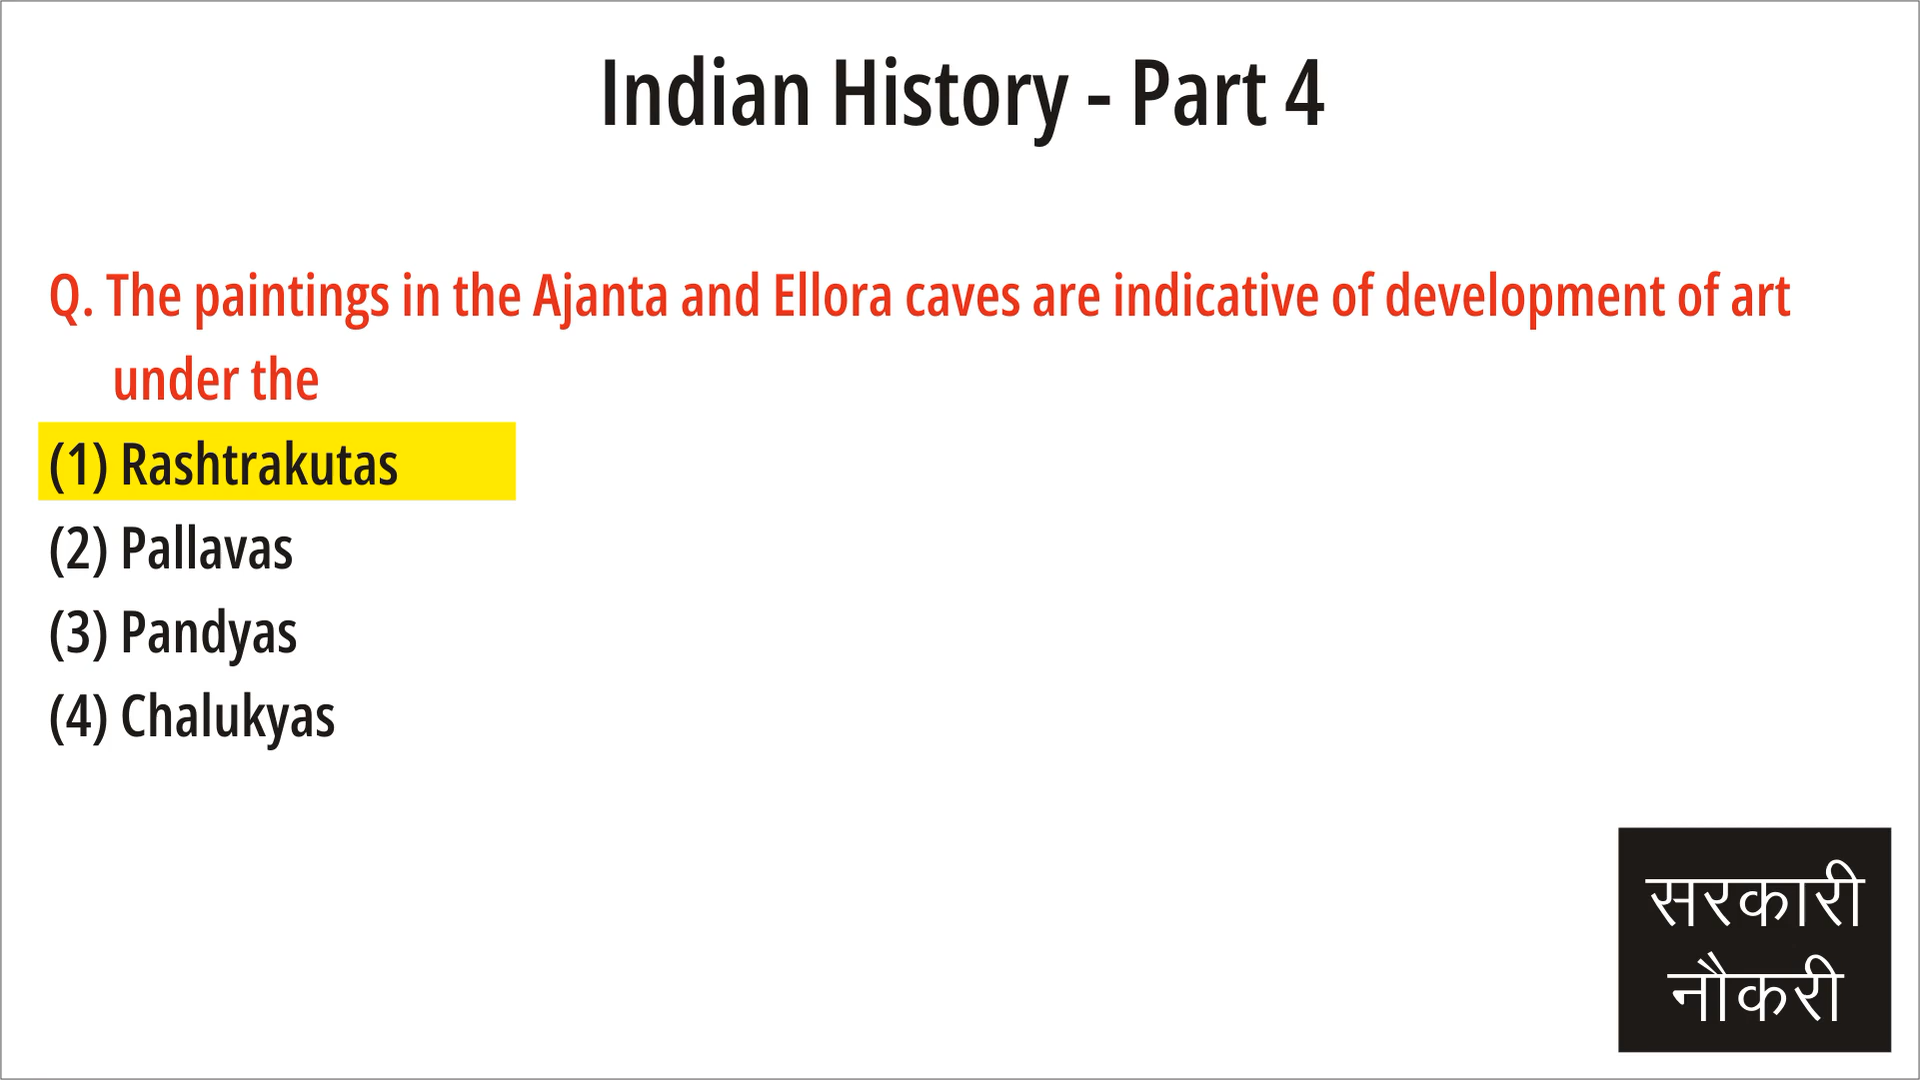 Indian History - Part 4
Q. The paintings in the Ajanta and Ellora caves are indicative of development of art
under the
(1) Rashtrakutas
(2) Pallavas
(3) Pandyas
(4) Chalukyas
सरकारी
नौकरी